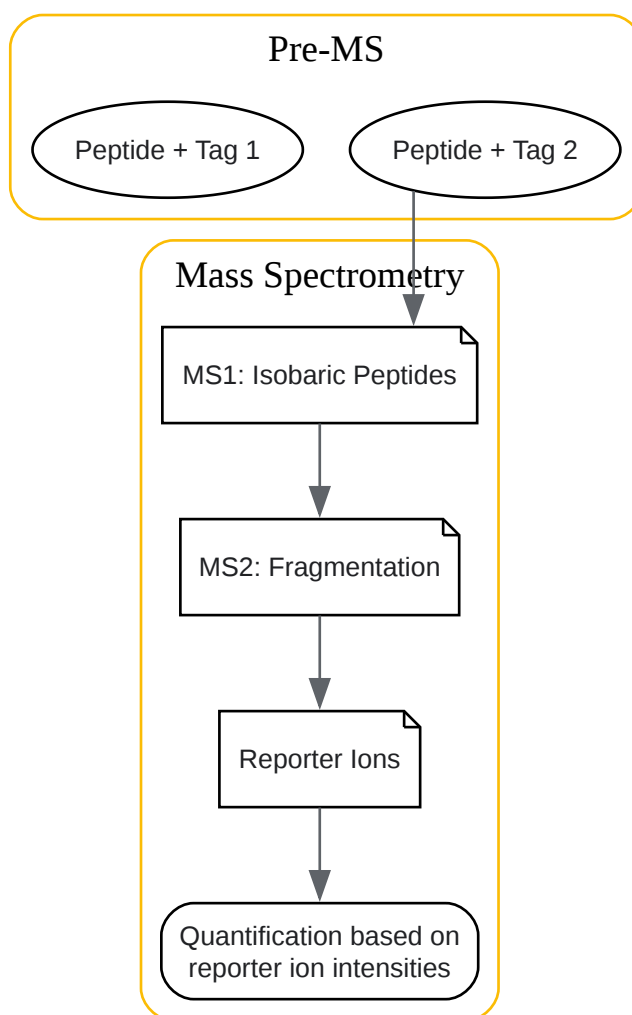 Pre-MS
Peptide + Tag 1
Peptide + Tag 2
Mass Spectrometry
MS1: Isobaric Peptides
MS2: Fragmentation
Reporter Ions
Quantification based on
reporter ion intensities